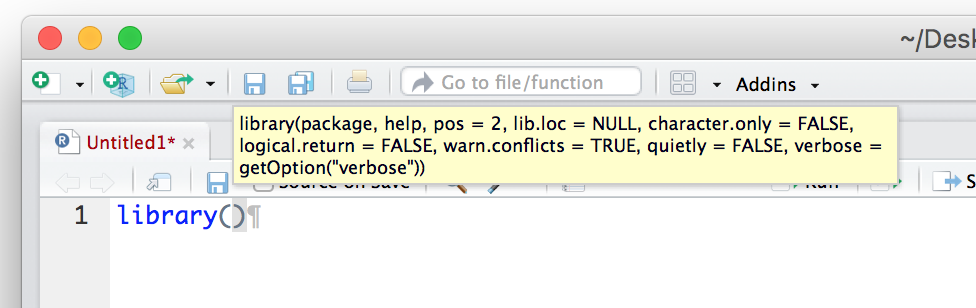 ~/Desk
Go to file/function
Addins
library(package, help, pos = 2, lib.loc = NULL, character.only = FALSE,
logical.return = FALSE, warn.conflicts = TRUE, quietly = FALSE, verbose =
getOption("verbose"))
Untitled1*
Source on Save
Run
S
1 library()¶